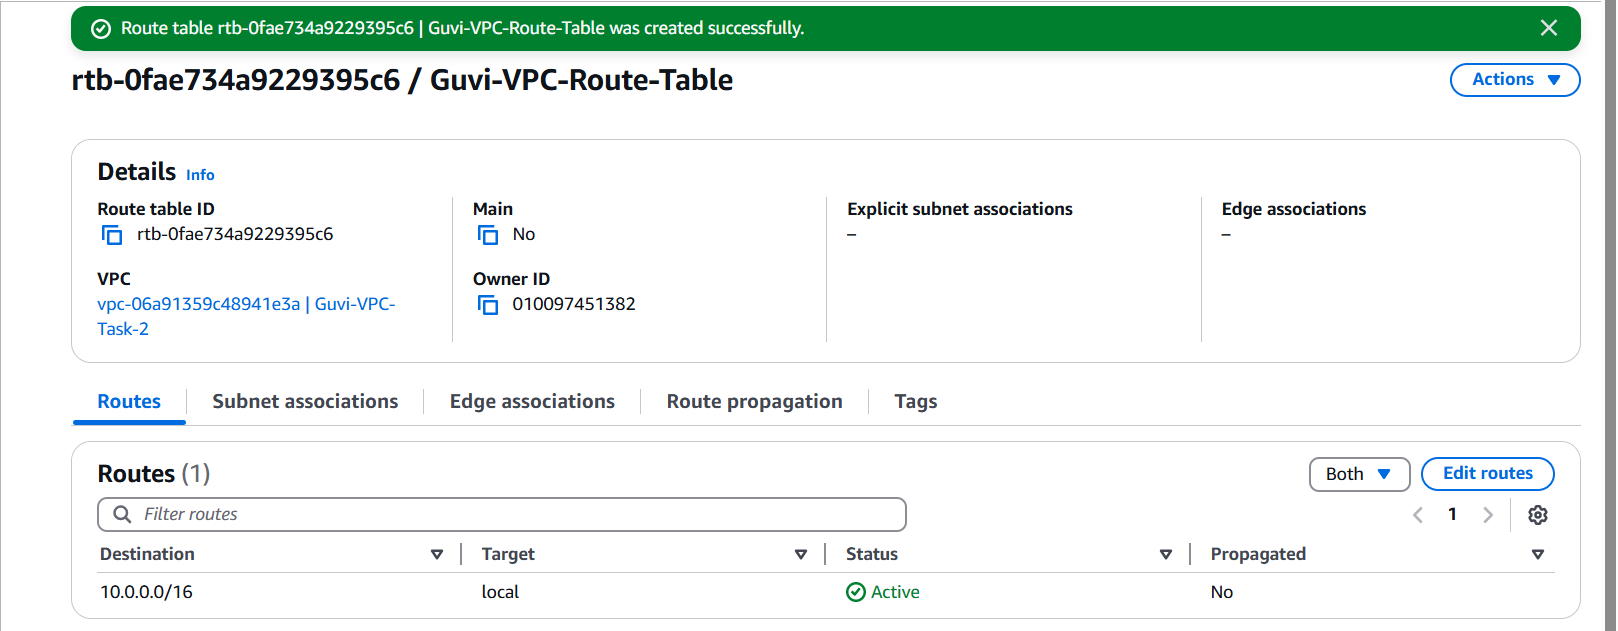 Route table rtb-0fae734a9229395c6 | Guvi-VPC-Route-Table was created successfully.
rtb-0fae734a9229395c6 / Guvi-VPC-Route-Table
Actions
Details Info
Route table ID
rtb-0fae734a9229395c6
Main
No
Explicit subnet associations
–
Edge associations
–
VPC
vpc-06a91359c48941e3a | Guvi-VPC-
Task-2
Owner ID
010097451382
Routes Subnet associations Edge associations Route propagation Tags
Routes (1)
Both Edit routes
Filter routes
1
Destination Target Status Propagated
10.0.0.0/16 local Active No